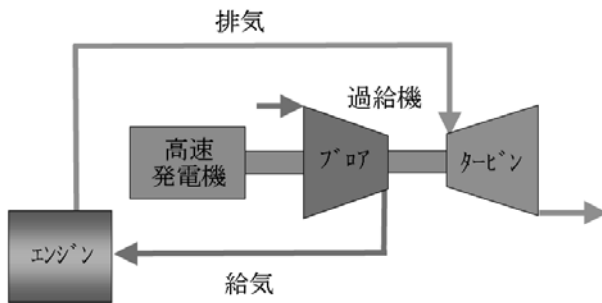 排気
過給機
高速
発電機
ﾌﾞﾛｱ
ﾀｰﾋﾞﾝ
ｴﾝｼﾞﾝ
給気